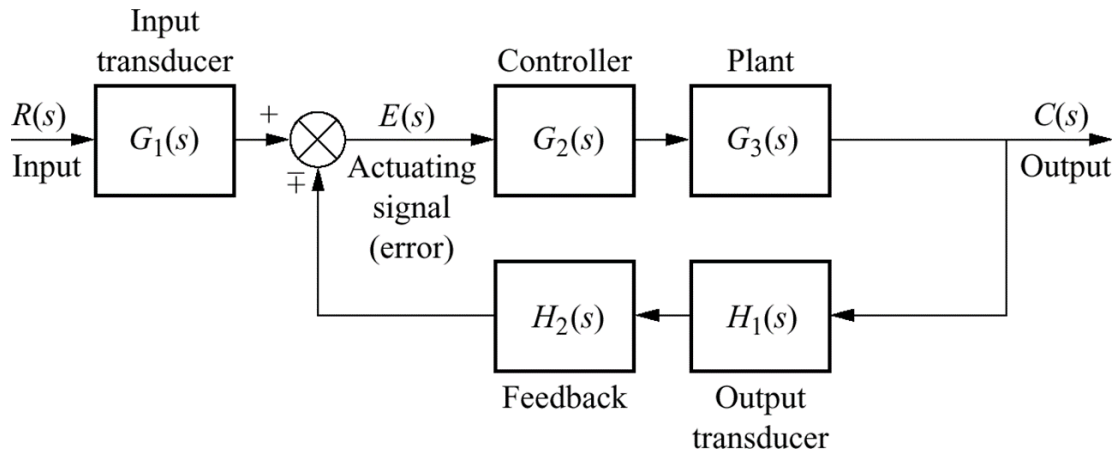 Input
transducer
Controller
Plant
R(s)
Input
G₁(s)
+
∓
E(s)
Actuating
signal
(error)
G₂(s)
G₃(s)
C(s)
Output
H₂(s)
H₁(s)
Feedback
Output
transducer